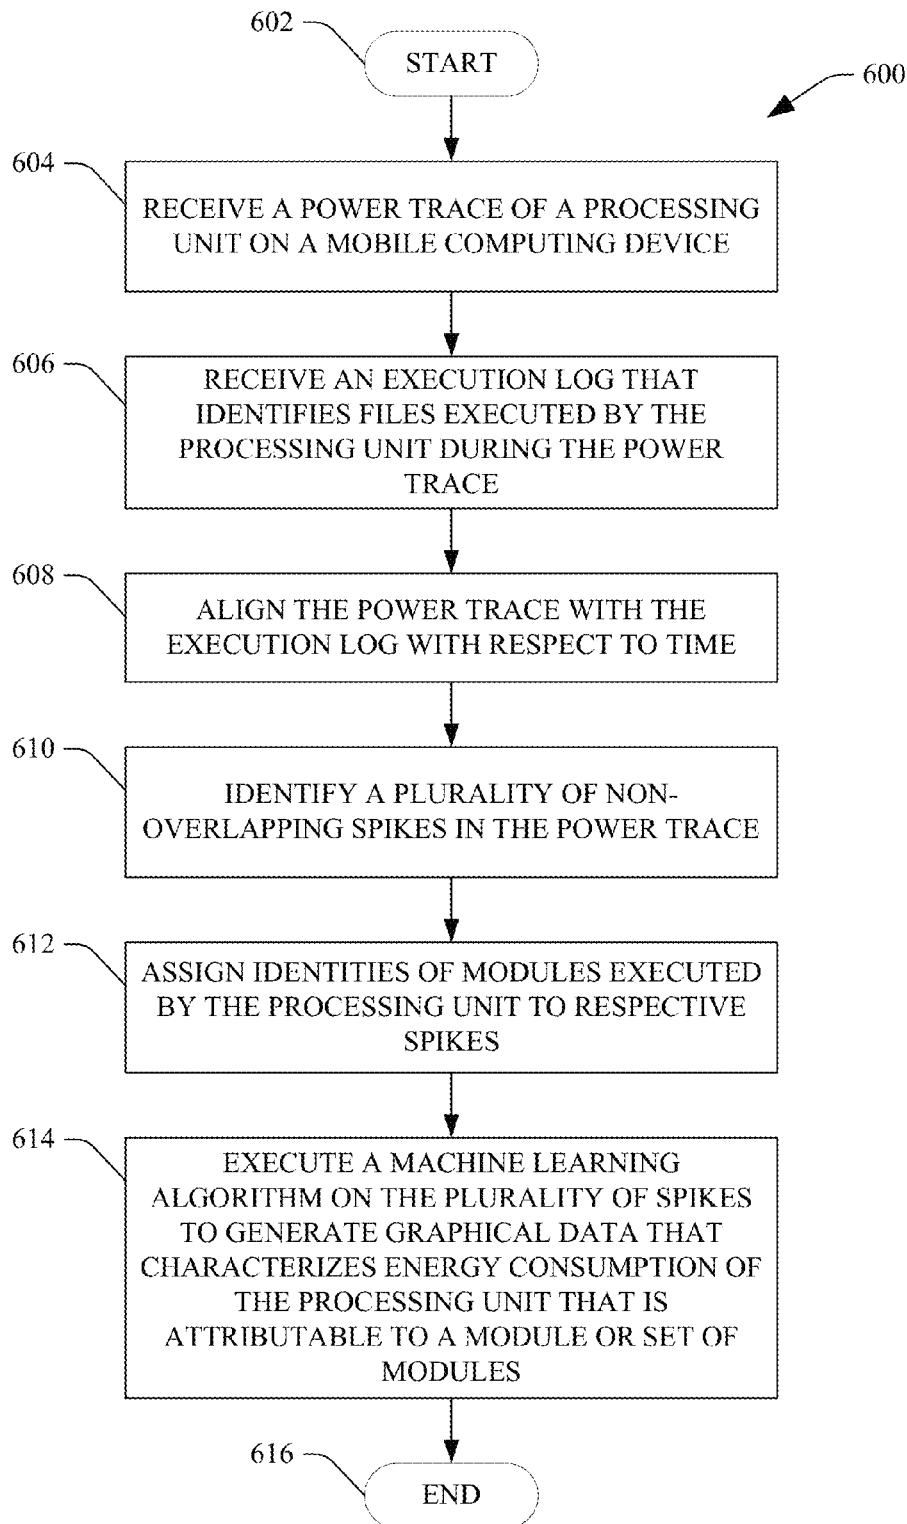 602
START
600
604
RECEIVE A POWER TRACE OF A PROCESSING
UNIT ON A MOBILE COMPUTING DEVICE
606
RECEIVE AN EXECUTION LOG THAT
IDENTIFIES FILES EXECUTED BY THE
PROCESSING UNIT DURING THE POWER
TRACE
608
ALIGN THE POWER TRACE WITH THE
EXECUTION LOG WITH RESPECT TO TIME
610
IDENTIFY A PLURALITY OF NON-
OVERLAPPING SPIKES IN THE POWER TRACE
612
ASSIGN IDENTITIES OF MODULES EXECUTED
BY THE PROCESSING UNIT TO RESPECTIVE
SPIKES
614
EXECUTE A MACHINE LEARNING
ALGORITHM ON THE PLURALITY OF SPIKES
TO GENERATE GRAPHICAL DATA THAT
CHARACTERIZES ENERGY CONSUMPTION OF
THE PROCESSING UNIT THAT IS
ATTRIBUTABLE TO A MODULE OR SET OF
MODULES
616
END